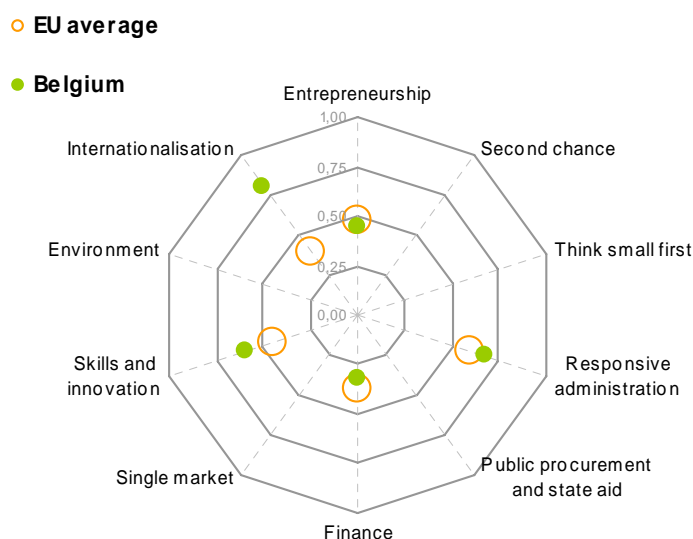 EU average
Belgium
Entrepreneurship
1,00
Internationalisation
Second chance
0,75
0,50
Environment
Think small first
0,25
0,00
Skills and
innovation
Responsive
administration
Single market
Public procurement
and state aid
Finance